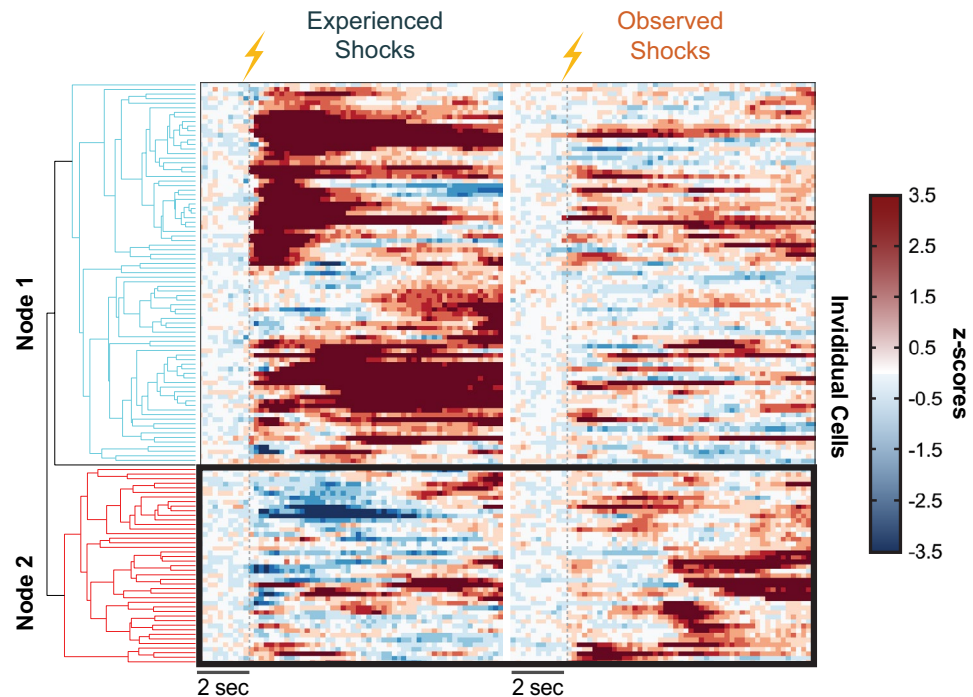 Experienced
Shocks
Observed
Shocks
Node 1
Node 2
Invididual Cells
3.5
2.5
1.5
0.5
-0.5
-1.5
-2.5
-3.5
z-scores
2 sec
2 sec